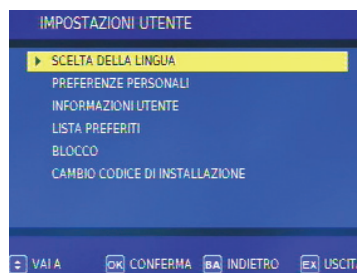 IMPOSTAZIONI UTENTE
SCELTA DELLA LINGUA
PREFERENZE PERSONALI
INFORMAZIONI UTENTE
LISTA PREFERITI
BLOCCO
CAMBIO CODICE DI INSTALLAZIONE
VAI A OK CONFERMA BA INDIETRO EX USCIT